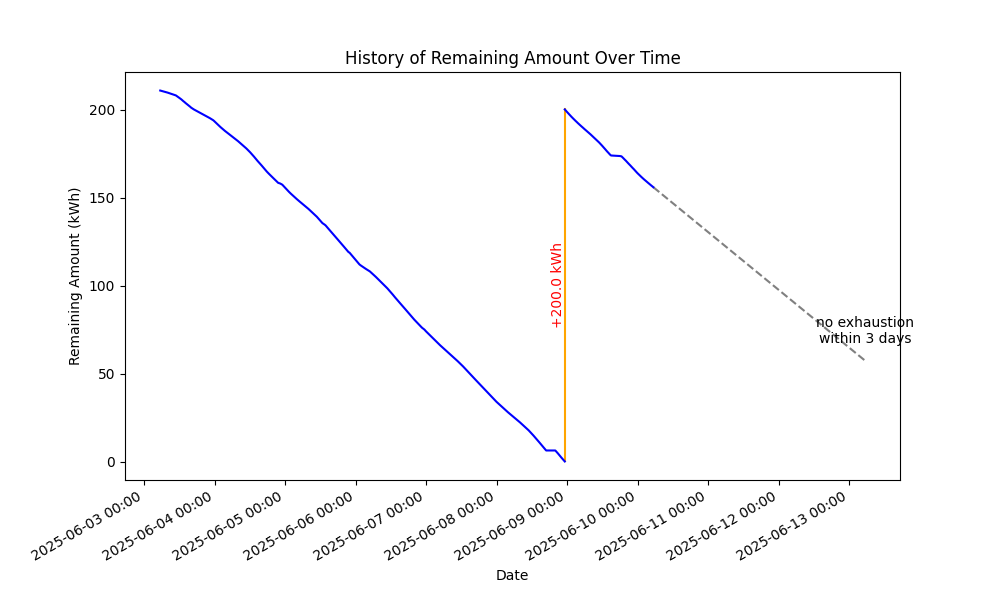 History of Remaining Amount Over Time
Remaining Amount (kWh)
200
150
100
50
0
+200.0 kWh
no exhaustion
within 3 days
2025-06-03 00:00
2025-06-04 00:00
2025-06-05 00:00
2025-06-06 00:00
2025-06-07 00:00
2025-06-08 00:00
2025-06-09 00:00
2025-06-10 00:00
2025-06-11 00:00
2025-06-12 00:00
2025-06-13 00:00
Date